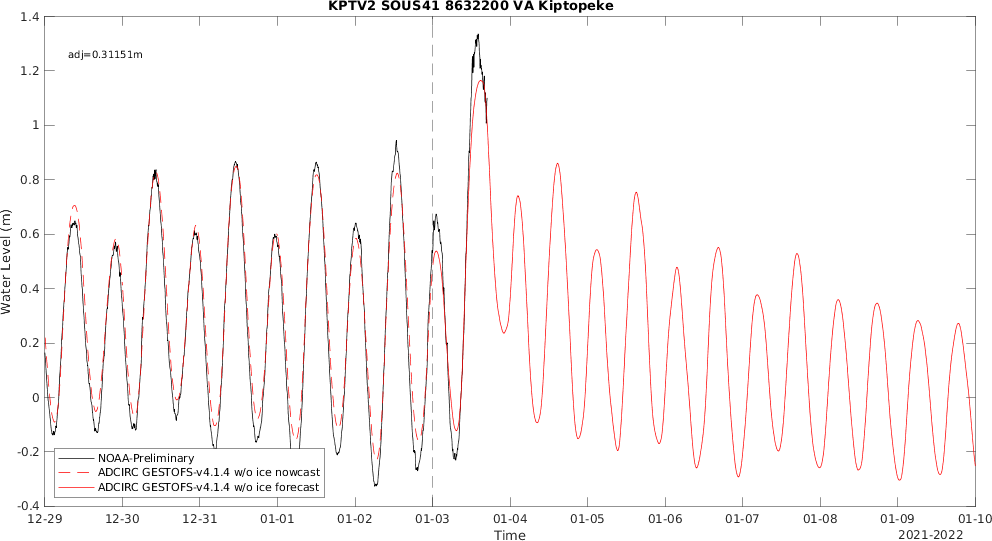 KPTV2 SOUS41 8632200 VA Kiptopeke
1.4
1.2
1
0.8
0.6
0.4
0.2
0
-0.2
-0.4
Water Level (m)
adj=0.31151m
NOAA-Preliminary
ADCIRC GESTOFS-v4.1.4 w/o ice nowcast
ADCIRC GESTOFS-v4.1.4 w/o ice forecast
12-29 12-30 12-31 01-01 01-02 01-03 01-04 01-05 01-06 01-07 01-08 01-09 01-10
Time
2021-2022